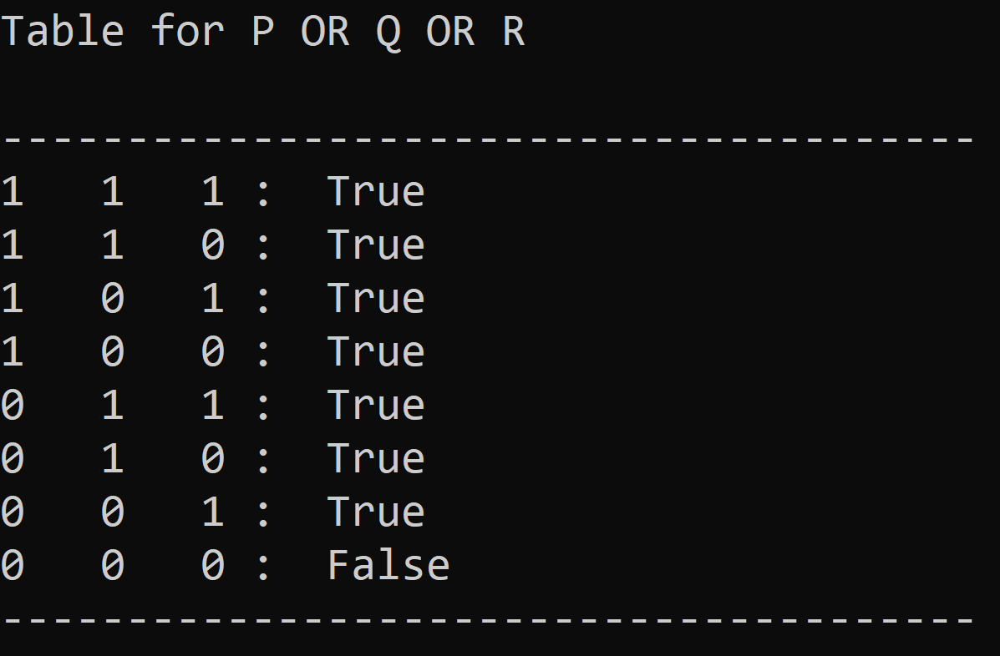 Table for P OR Q OR R
---------------------------------------
1   1   1 :  True
1   1   0 :  True
1   0   1 :  True
1   0   0 :  True
0   1   1 :  True
0   1   0 :  True
0   0   1 :  True
0   0   0 :  False
---------------------------------------